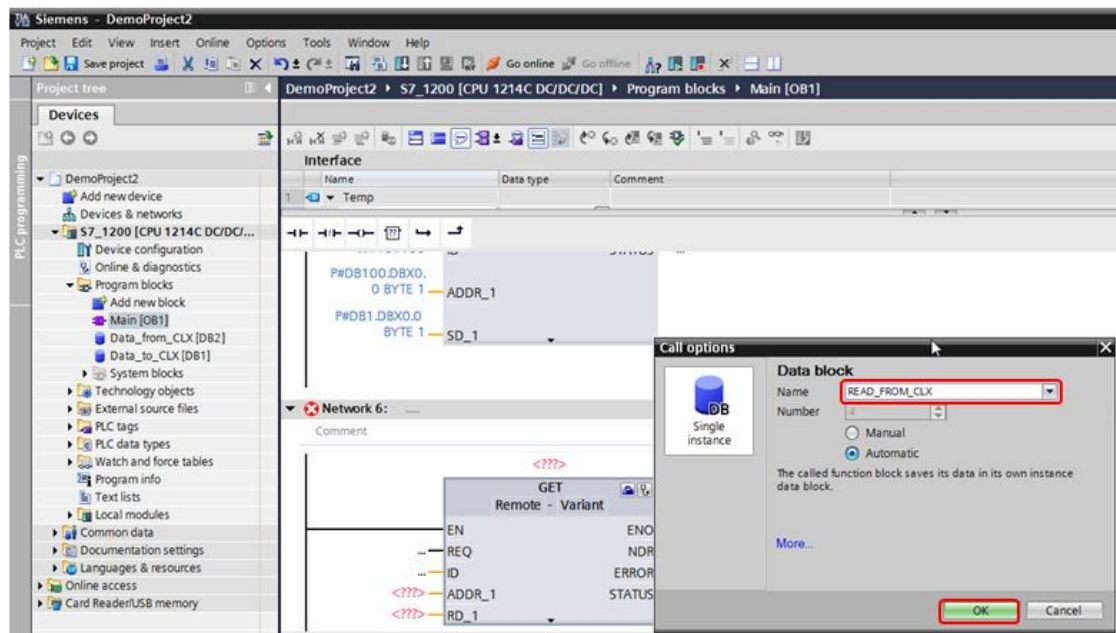 Siemens - DemoProject2
Project Edit View Insert Online Options Tools Window Help
Save project Go online Go offline
Project tree
DemoProject2 S7_1200 [CPU 1214C DC/DC/DC] Program blocks Main [OB1]
Devices
PLC programming
DemoProject2
Add new device
Devices & networks
S7_1200 [CPU 1214C DC/DC/...
Device configuration
Online & diagnostics
Program blocks
Add new block
Main [OB1]
Data_from_CLX [DB2]
Data_to_CLX [DB1]
System blocks
Technology objects
External source files
PLC tags
PLC data types
Watch and force tables
Program info
Text lists
Local modules
Common data
Documentation settings
Languages & resources
Online access
Card Reader/USB memory
Interface
Name Data type Comment
1 Temp
??
P#DB100.DBX0.
0 BYTE 1 ADDR_1
P#DB1.DBX0.0
BYTE 1 SD_1
Network 6: ......
Comment
<???>
GET
Remote - Variant
EN ENO
... REQ NDR
... ID ERROR
<???> ADDR_1 STATUS
<???> RD_1
Call options
X
DB
Single
instance
Data block
Name READ_FROM_CLX
Number 4
Manual
Automatic
The called function block saves its data in its own instance
data block.
More...
OK Cancel